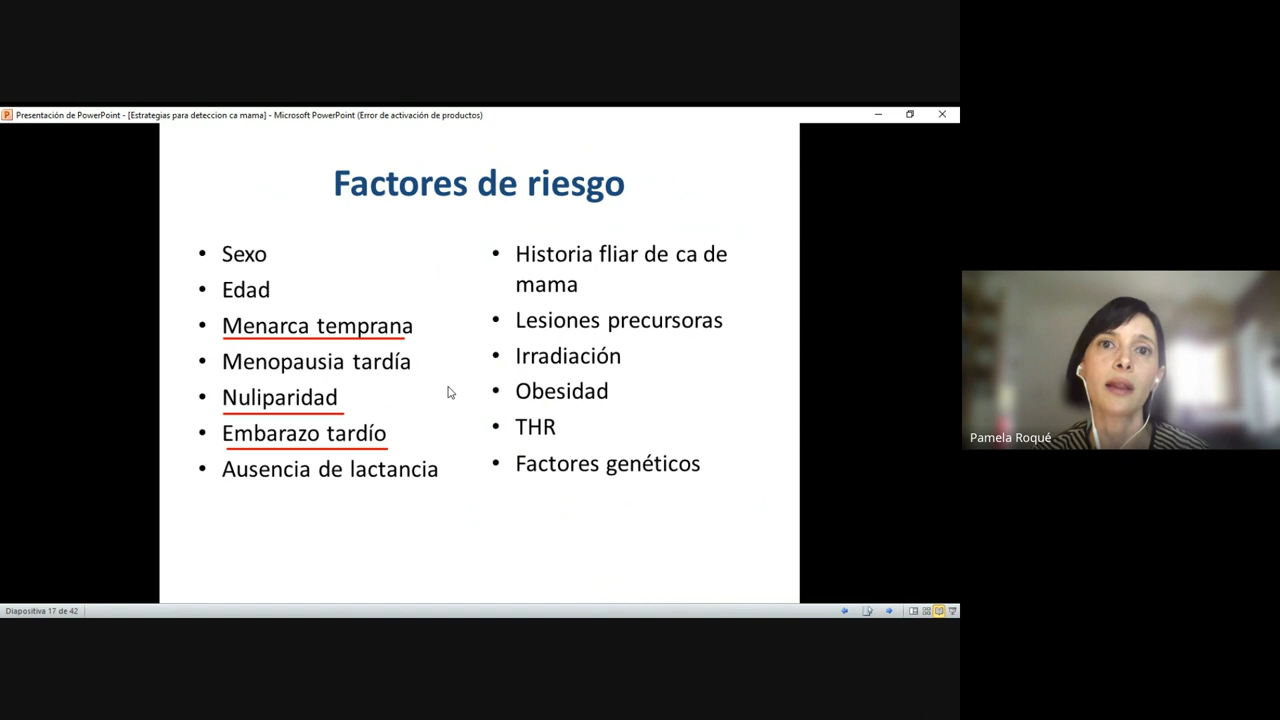 Presentación de PowerPoint - [Estrategias para deteccion ca mama] - Microsoft PowerPoint (Error de activación de productos)
Factores de riesgo
• Sexo
• Edad
• Menarca temprana
• Menopausia tardía
• Nuliparidad
• Embarazo tardío
• Ausencia de lactancia
• Historia fliar de ca de
mama
• Lesiones precursoras
• Irradiación
• Obesidad
• THR
• Factores genéticos
Pamela Roqué
Diapositiva 17 de 42